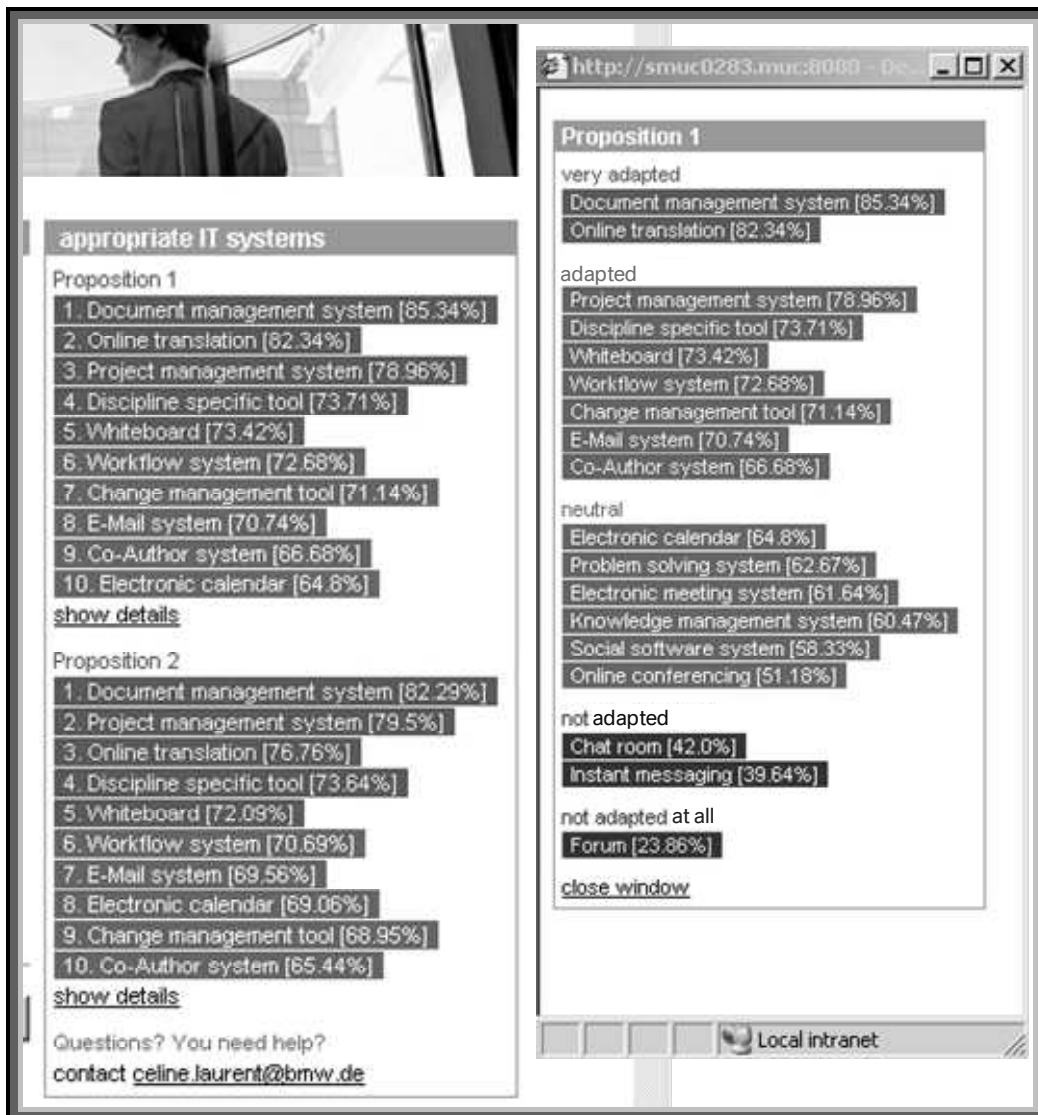 appropriate IT systems
Proposition 1
1. Document management system [85.34%]
2. Online translation [82.34%]
3. Project management system [78.96%]
4. Discipline specific tool [73.71%]
5. Whiteboard [73.42%]
6. Workflow system [72.68%]
7. Change management tool [71.14%]
8. E-Mail system [70.74%]
9. Co-Author system [66.68%]
10. Electronic calendar [64.8%]
show details
Proposition 2
1. Document management system [82.29%]
2. Project management system [79.5%]
3. Online translation [76.76%]
4. Discipline specific tool [73.64%]
5. Whiteboard [72.09%]
6. Workflow system [70.69%]
7. E-Mail system [69.56%]
8. Electronic calendar [69.06%]
9. Change management tool [68.95%]
10. Co-Author system [65.44%]
show details
Questions? You need help?
contact celine.laurent@bmw.de
http://smuc0283.muc:8080 - De...
Proposition 1
very adapted
Document management system [85.34%]
Online translation [82.34%]
adapted
Project management system [78.96%]
Discipline specific tool [73.71%]
Whiteboard [73.42%]
Workflow system [72.68%]
Change management tool [71.14%]
E-Mail system [70.74%]
Co-Author system [66.68%]
neutral
Electronic calendar [64.8%]
Problem solving system [62.67%]
Electronic meeting system [61.64%]
Knowledge management system [60.47%]
Social software system [58.33%]
Online conferencing [51.18%]
not adapted
Chat room [42.0%]
Instant messaging [39.64%]
not adapted at all
Forum [23.86%]
close window
Local intranet